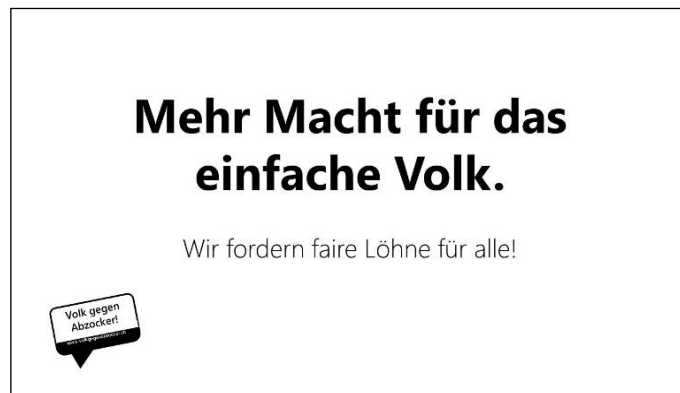 Mehr Macht für das
einfache Volk.
Wir fordern faire Löhne für alle!
Volk gegen
Abzocker!